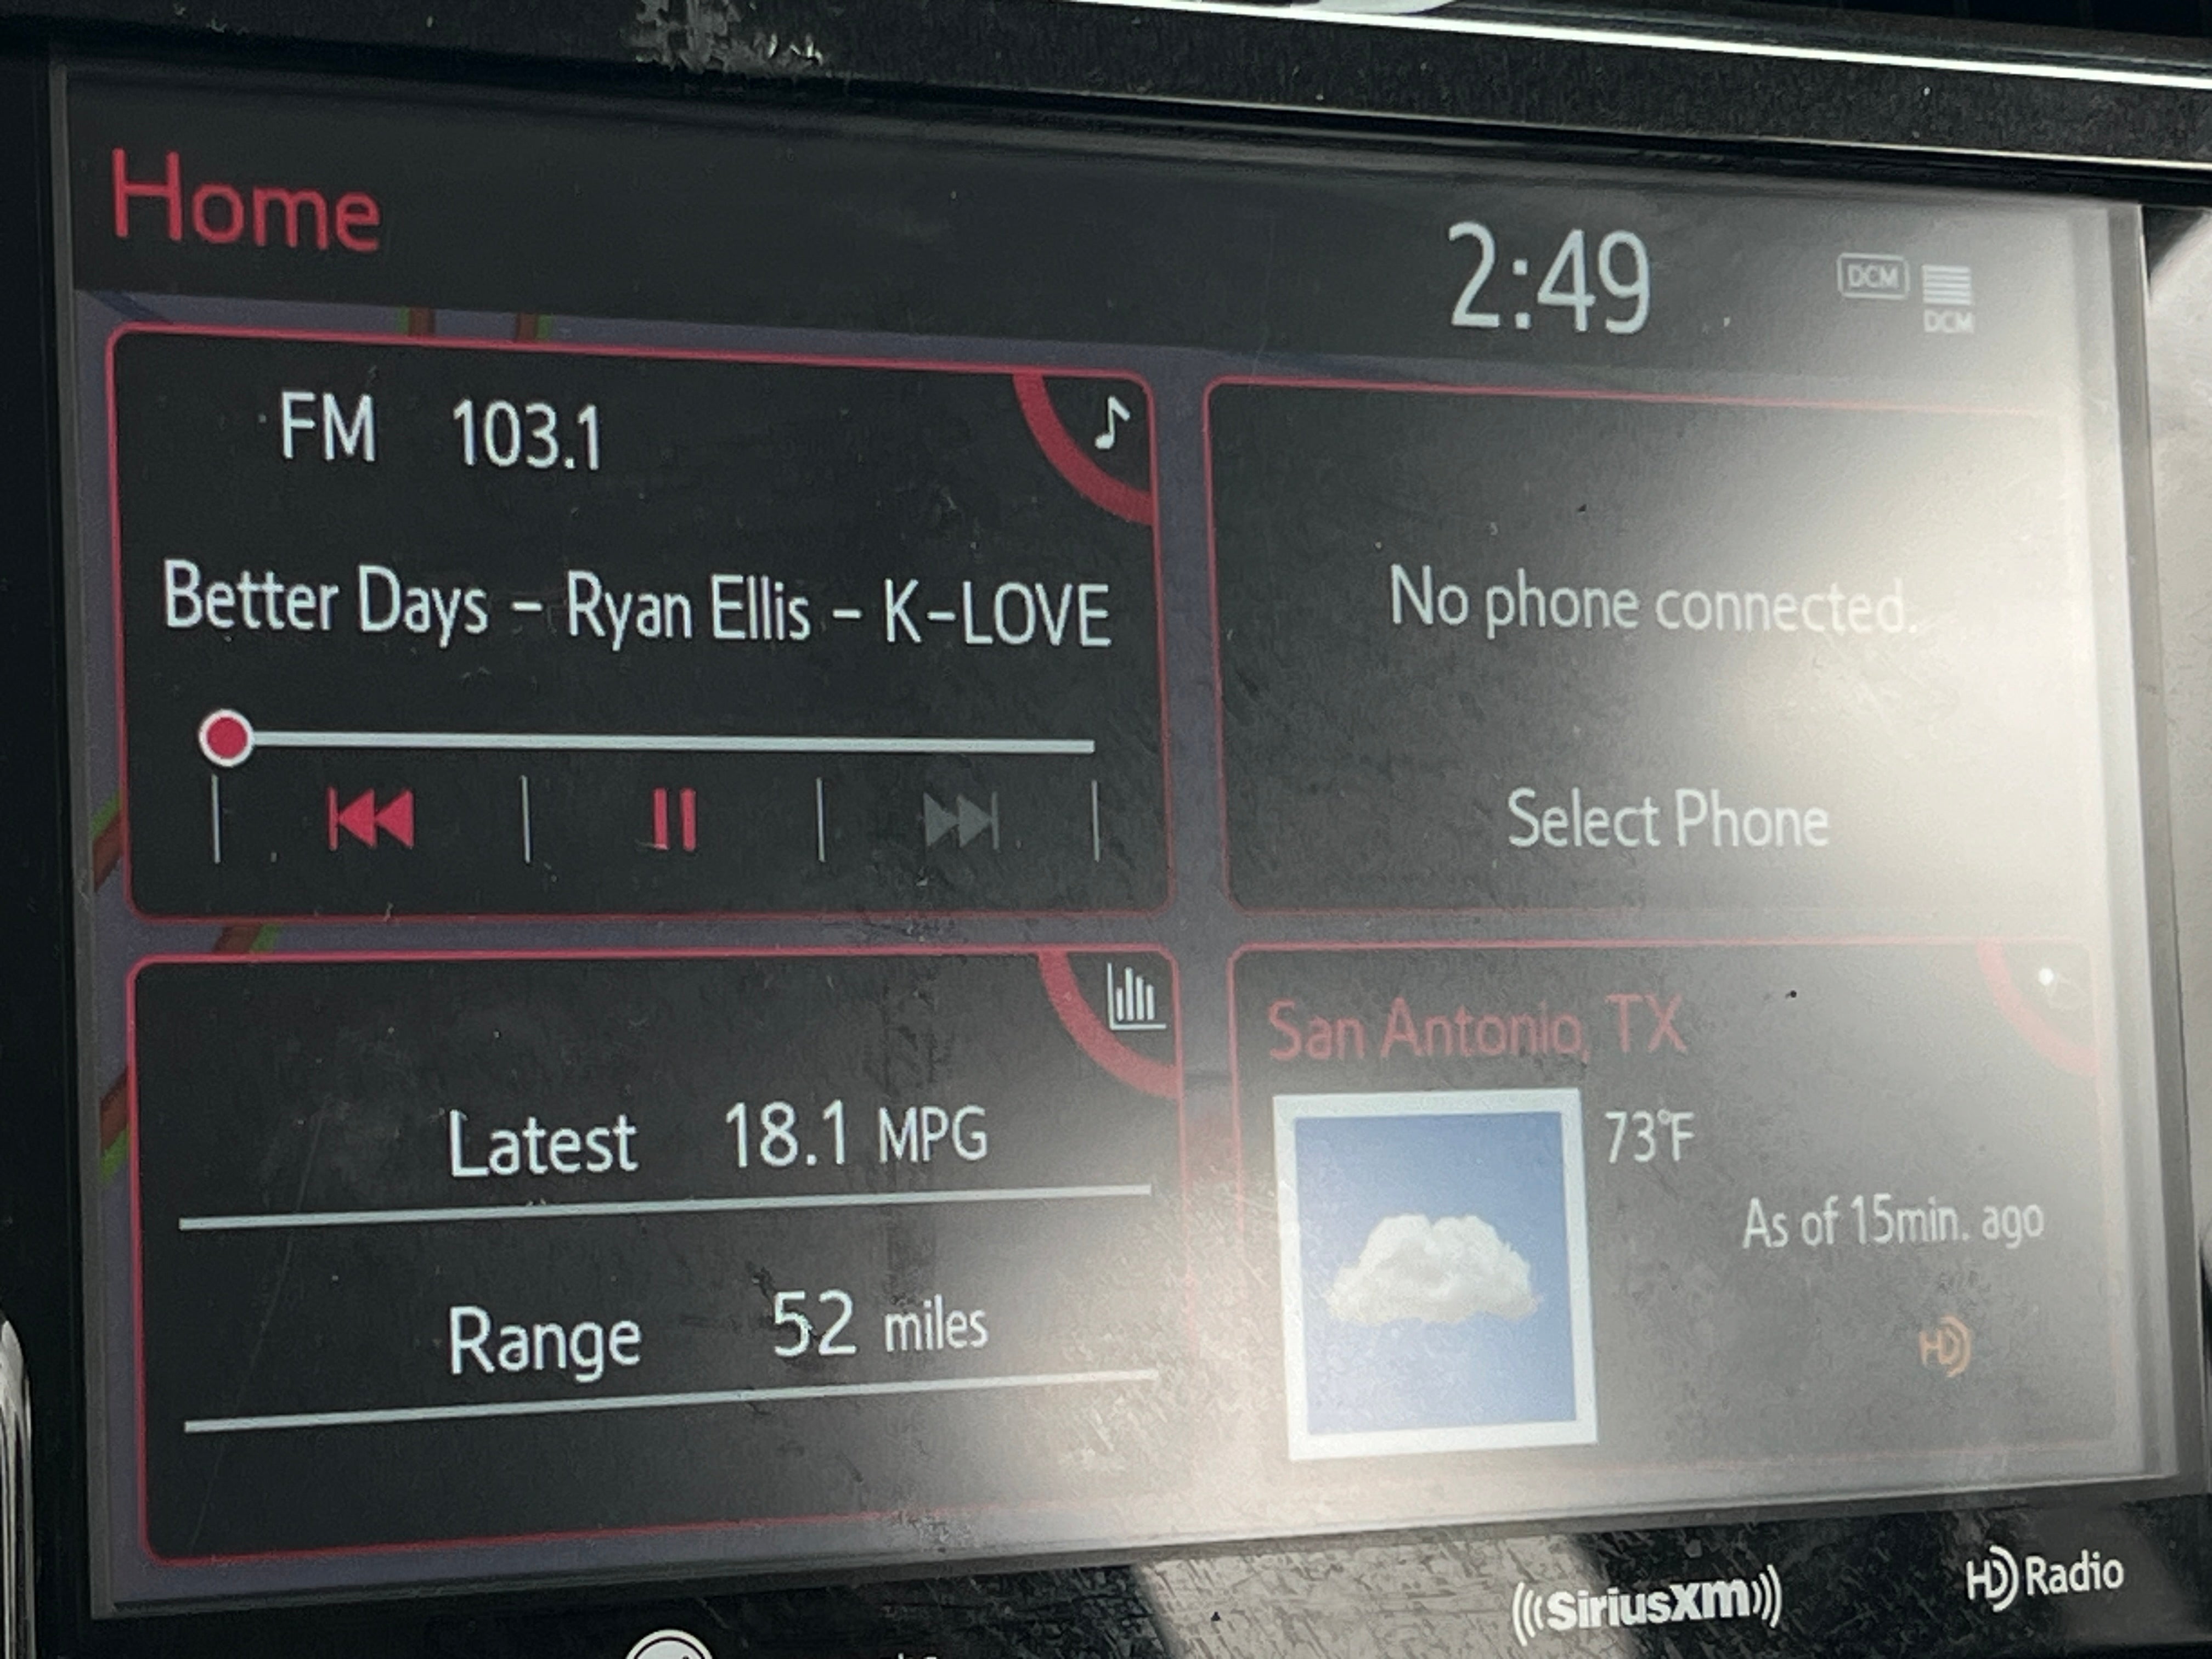 Home
2:49
DCM
DCM
FM 103.1
Better Days – Ryan Ellis – K–LOVE
No phone connected.
Select Phone
Latest 18.1 MPG
Range 52 miles
San Antonio, TX
73°F
As of 15min. ago
HD
SiriusXM
HD Radio